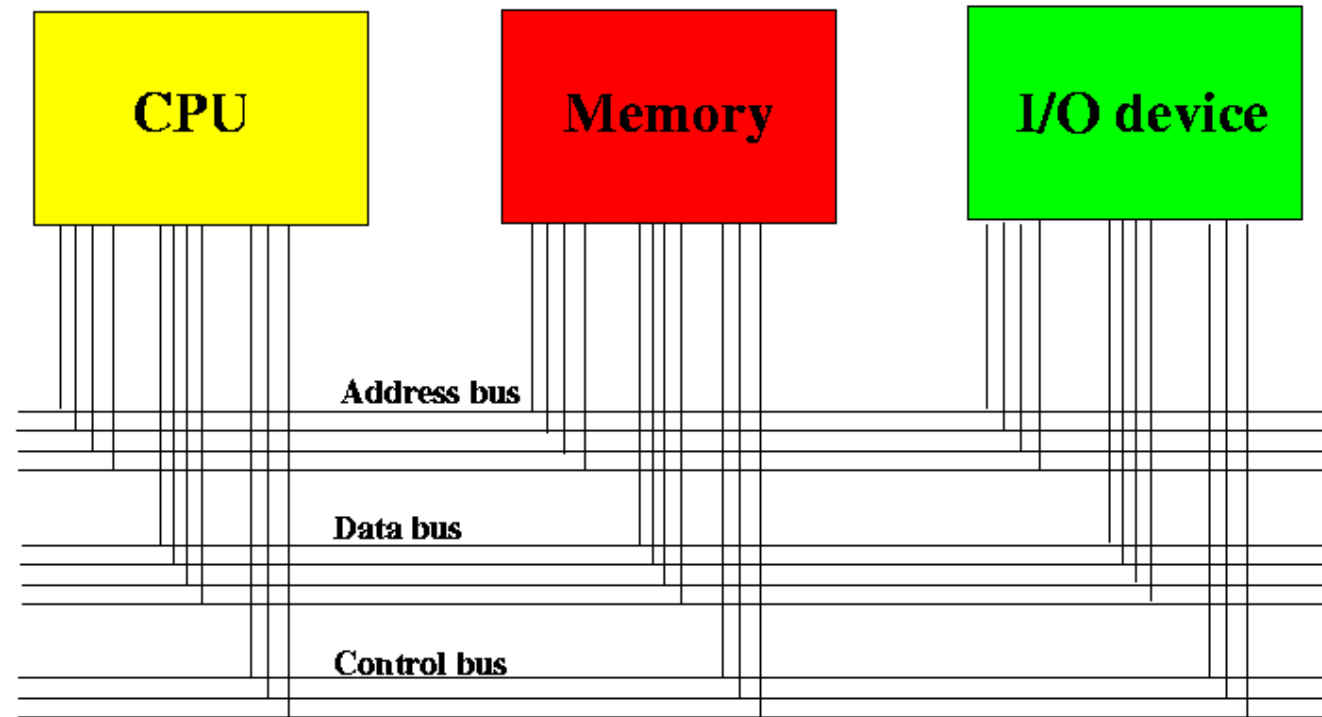 CPU
Memory
I/O device
Address bus
Data bus
Control bus